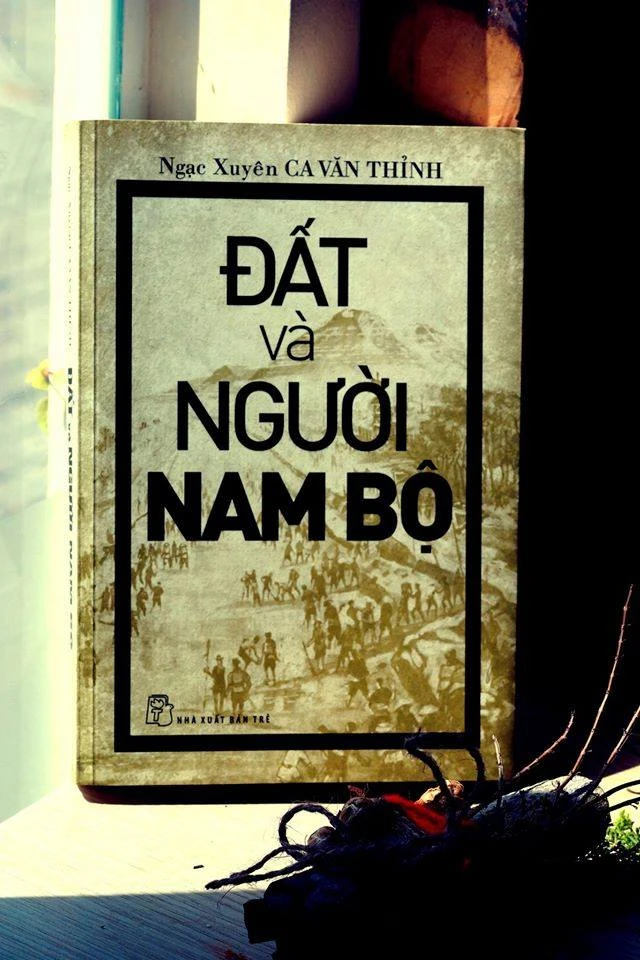 Ngạc Xuyên CA VĂN THỈNH
ĐẤT
và
NGƯỜI
NAM BỘ
NHÀ XUẤT BẢN TRẺ